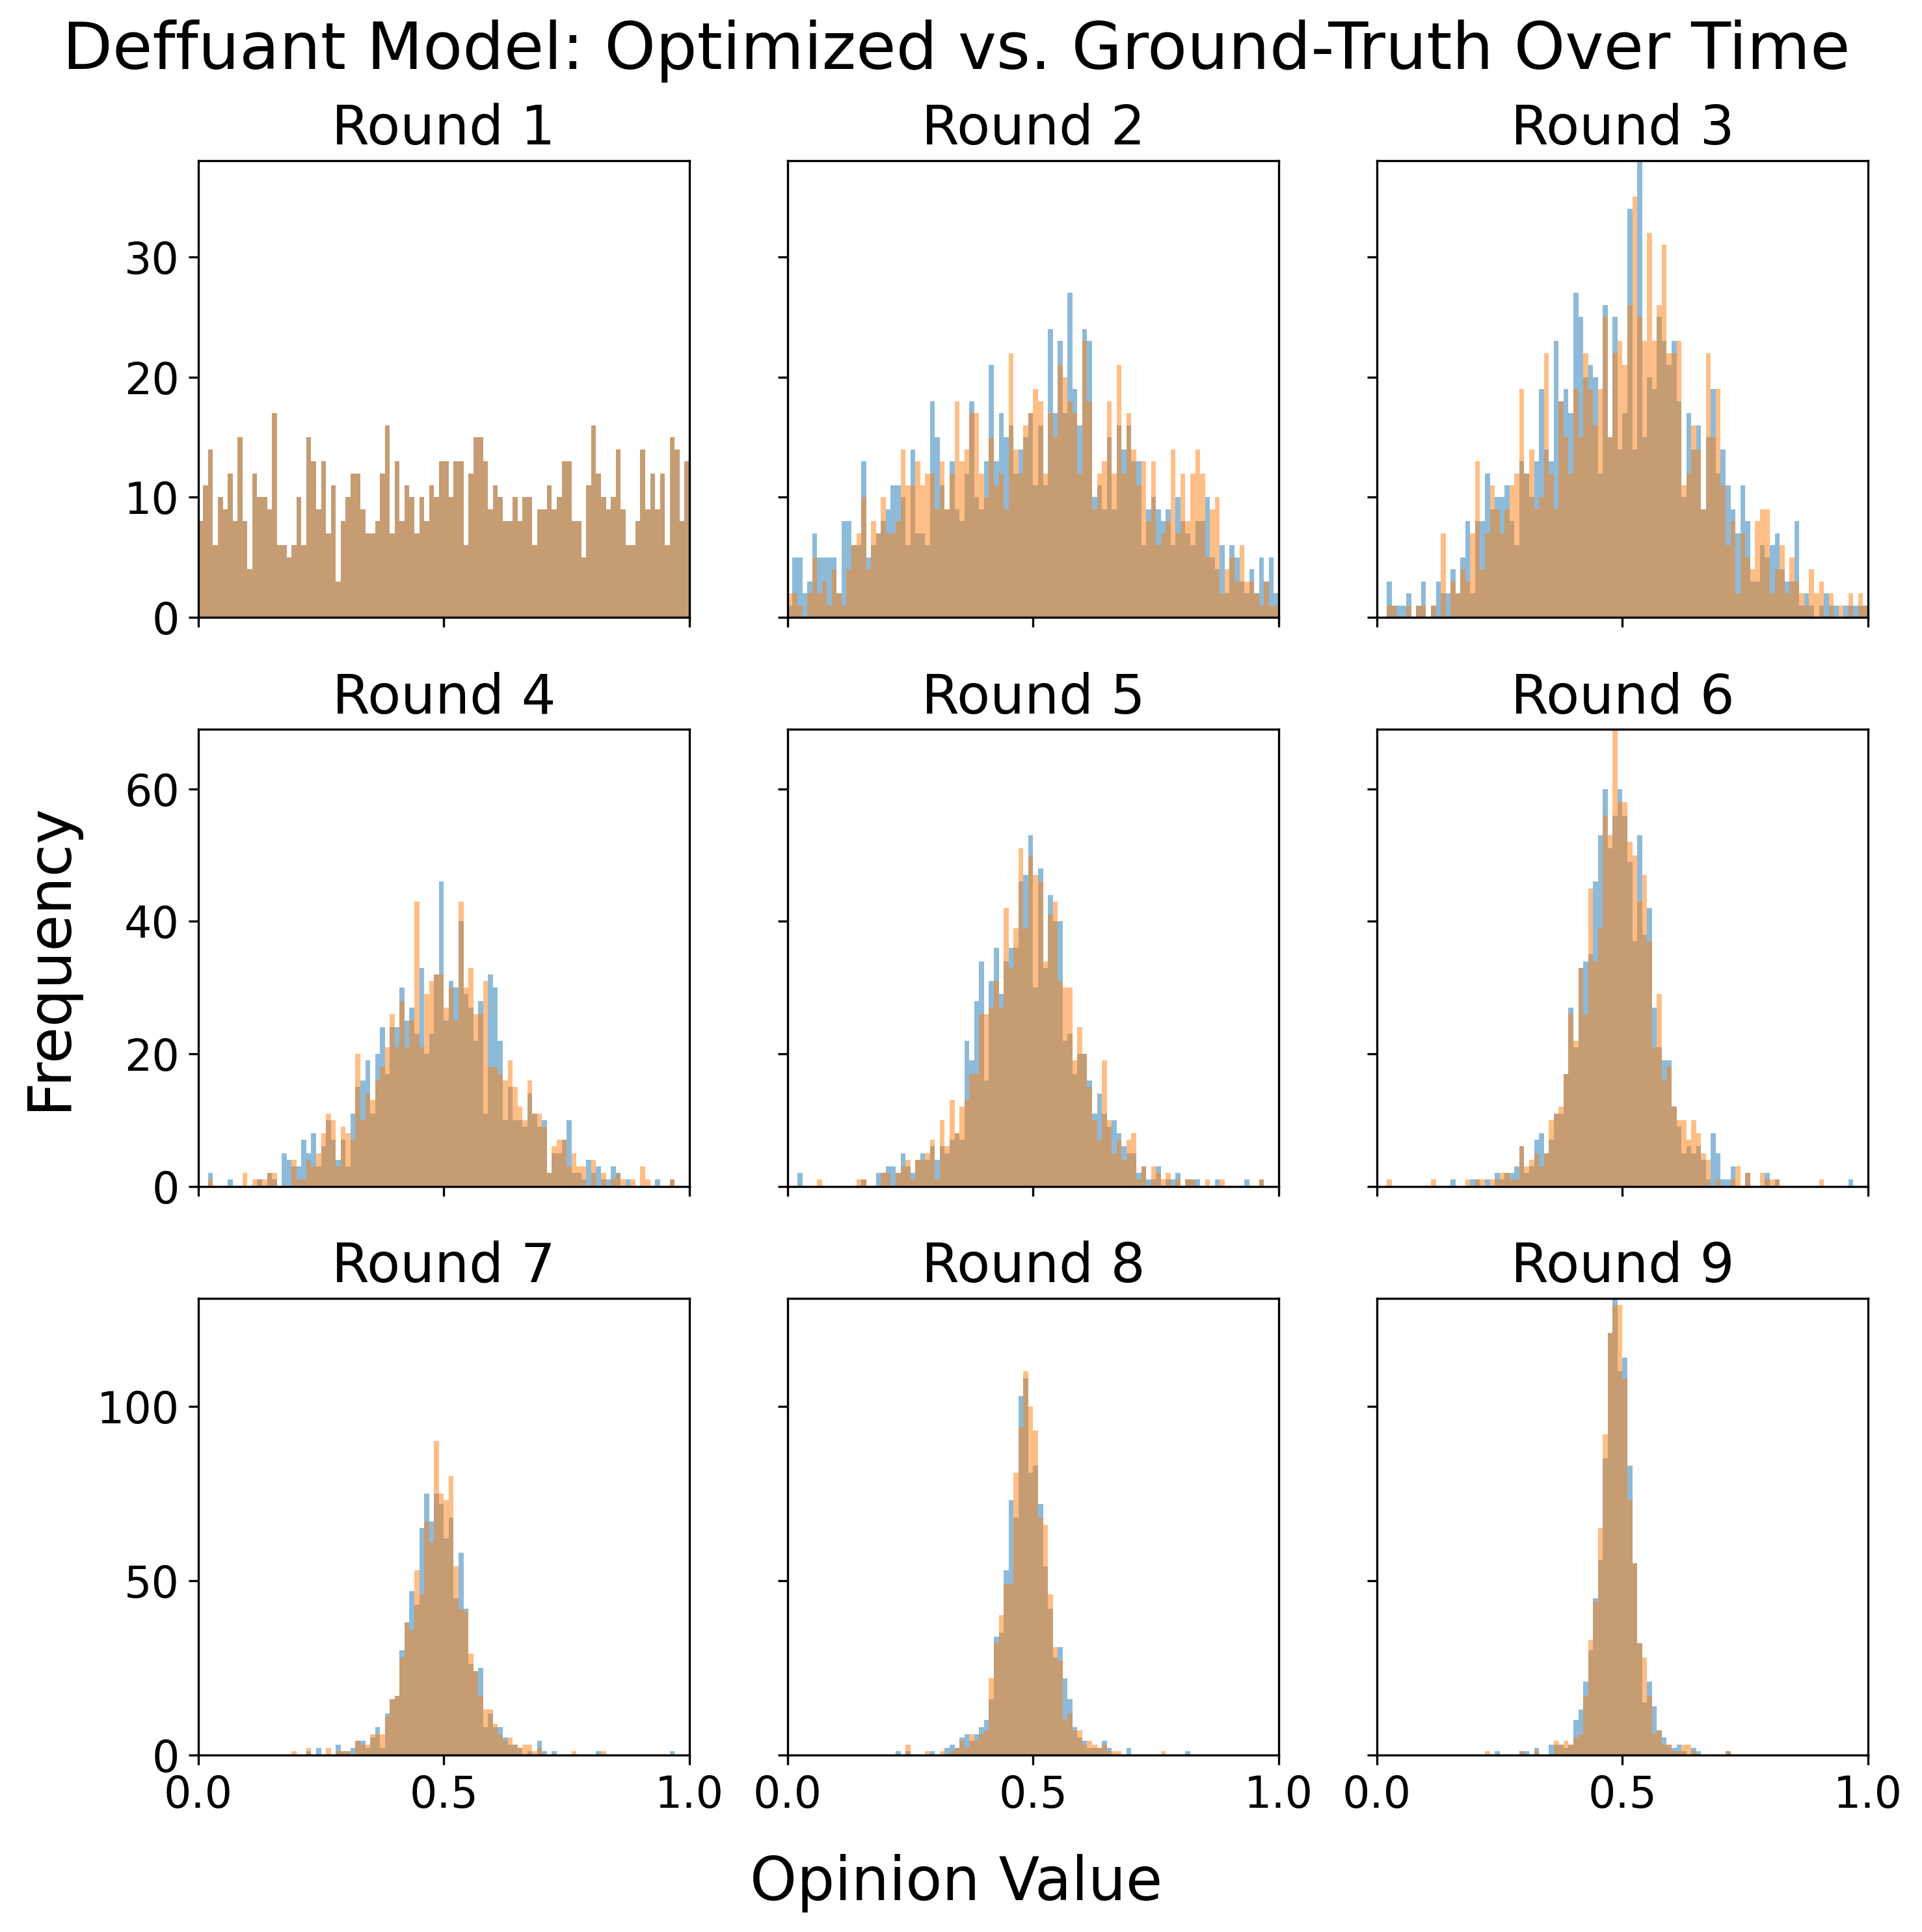 Deffuant Model: Optimized vs. Ground-Truth Over Time
Round 1
Round 2
Round 3
30
20
10
0
Round 4
Round 5
Round 6
Frequency
60
40
20
0
Round 7
Round 8
Round 9
100
50
0
0.0 0.5 1.0 0.0 0.5 1.0 0.0 0.5 1.0
Opinion Value